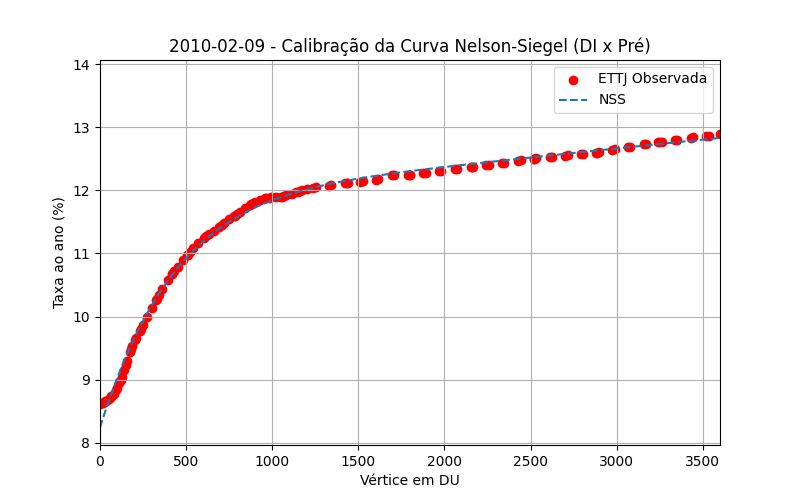 2010-02-09 - Calibração da Curva Nelson-Siegel (DI x Pré)
14
13
12
11
10
9
8
Taxa ao ano (%)
ETTJ Observada
NSS
0 500 1000 1500 2000 2500 3000 3500
Vértice em DU